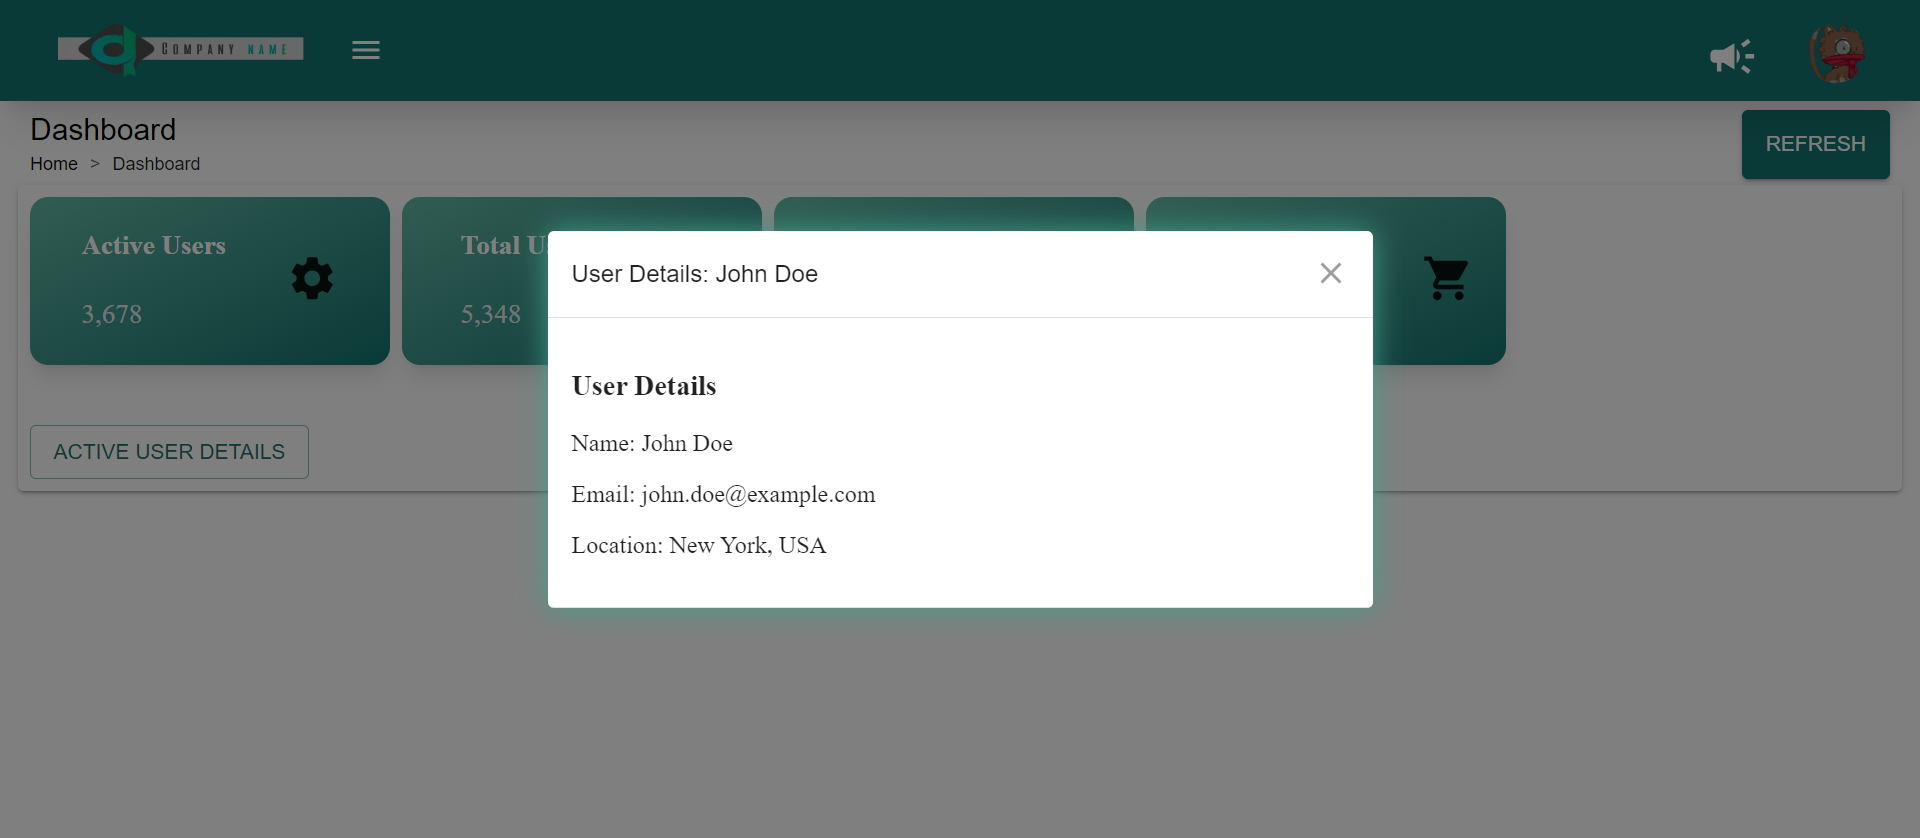 COMPANY NAME
Dashboard
Home > Dashboard
REFRESH
Active Users
3,678
Total U
5,348
ACTIVE USER DETAILS
User Details: John Doe
User Details
Name: John Doe
Email: john.doe@example.com
Location: New York, USA